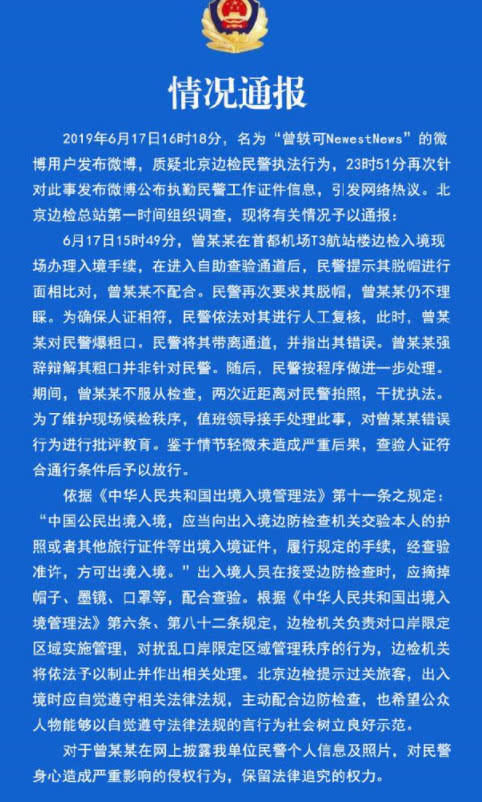 情况通报
2019年6月17日16时18分，名为“曾轶可NewestNews”的微
博用户发布微博，质疑北京边检民警执法行为，23时51分再次针
对此事发布微博公布执勤民警工作证件信息，引发网络热议。北
京边检总站第一时间组织调查，现将有关情况予以通报：
6月17日15时49分，曾某某在首都机场T3航站楼边检入境现
场办理入境手续，在进入自助查验通道后，民警提示其脱帽进行
面相比对，曾某某不配合。民警再次要求其脱帽，曾某某仍不理
睬。为确保人证相符，民警依法对其进行人工复核，此时，曾某
某对民警爆粗口。民警将其带离通道，并指出其错误。曾某某强
辞辩解其粗口并非针对民警。随后，民警按程序做进一步处理。
期间，曾某某不服从检查，两次近距离对民警拍照，干扰执法。
为了维护现场候检秩序，值班领导接手处理此事，对曾某某错误
行为进行批评教育。鉴于情节轻微未造成严重后果，查验人证符
合通行条件后予以放行。
依据《中华人民共和国出境入境管理法》第十一条之规定：
“中国公民出境入境，应当向出入境边防检查机关交验本人的护
照或者其他旅行证件等出境入境证件，履行规定的手续，经查验
准许，方可出境入境。”出入境人员在接受边防检查时，应摘掉
帽子、墨镜、口罩等，配合查验。根据《中华人民共和国出境入
境管理法》第六条、第八十二条规定，边检机关负责对口岸限定
区域实施管理，对扰乱口岸限定区域管理秩序的行为，边检机关
将依法予以制止并作出相关处理。北京边检提示过关旅客，出入
境时应自觉遵守相关法律法规，主动配合边防检查，也希望公众
人物能够以自觉遵守法律法规的言行为社会树立良好示范。
对于曾某某在网上披露我单位民警个人信息及照片，对民警
身心造成严重影响的侵权行为，保留法律追究的权力。